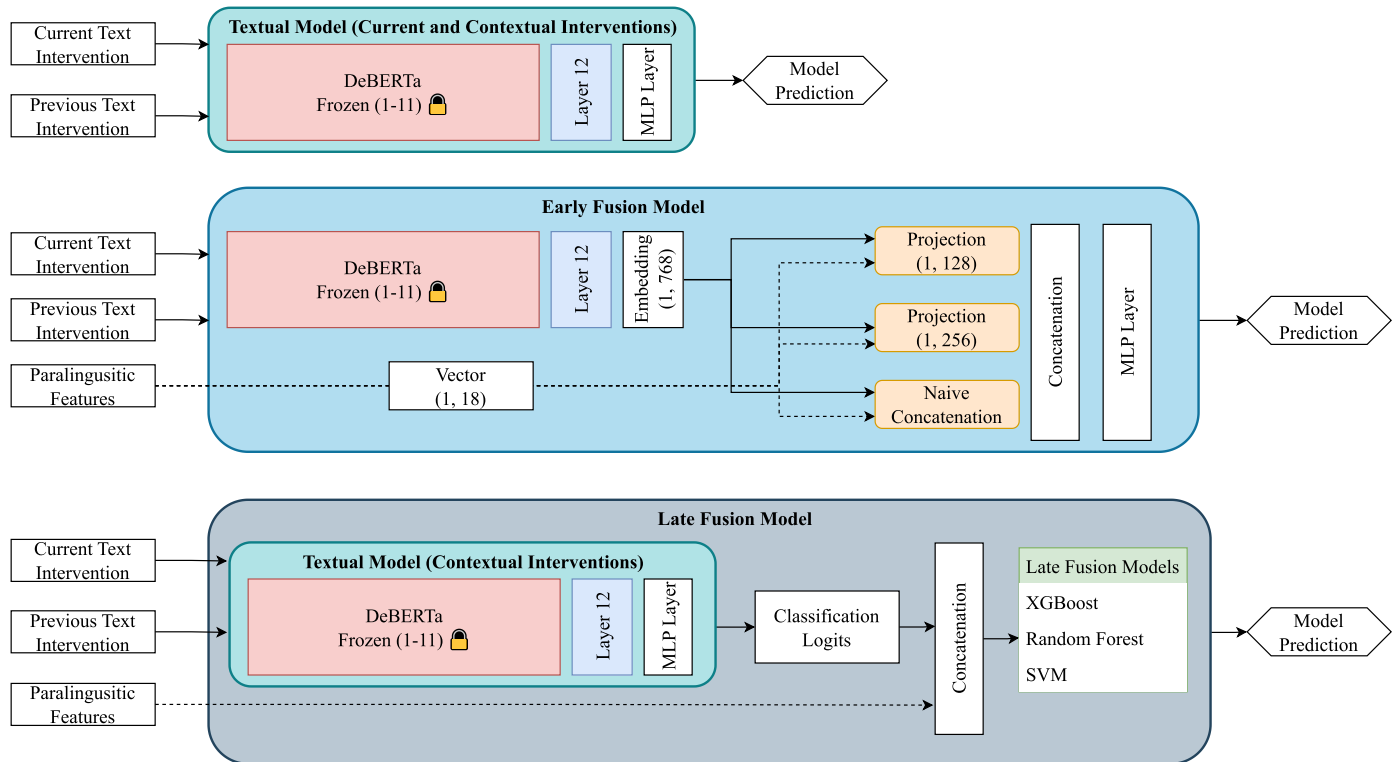 Textual Model (Current and Contextual Interventions)
Current Text
Intervention
Previous Text
Intervention
DeBERTa
Frozen (1-11)
Layer 12
MLP Layer
Model
Prediction
Early Fusion Model
Current Text
Intervention
Previous Text
Intervention
Paralingusitic
Features
DeBERTa
Frozen (1-11)
Layer 12
Embedding
(1, 768)
Vector
(1, 18)
Projection
(1, 128)
Projection
(1, 256)
Naive
Concatenation
Concatenation
MLP Layer
Model
Prediction
Late Fusion Model
Current Text
Intervention
Previous Text
Intervention
Paralingusitic
Features
Textual Model (Contextual Interventions)
DeBERTa
Frozen (1-11)
Layer 12
MLP Layer
Classification
Logits
Concatenation
Late Fusion Models
XGBoost
Random Forest
SVM
Model
Prediction